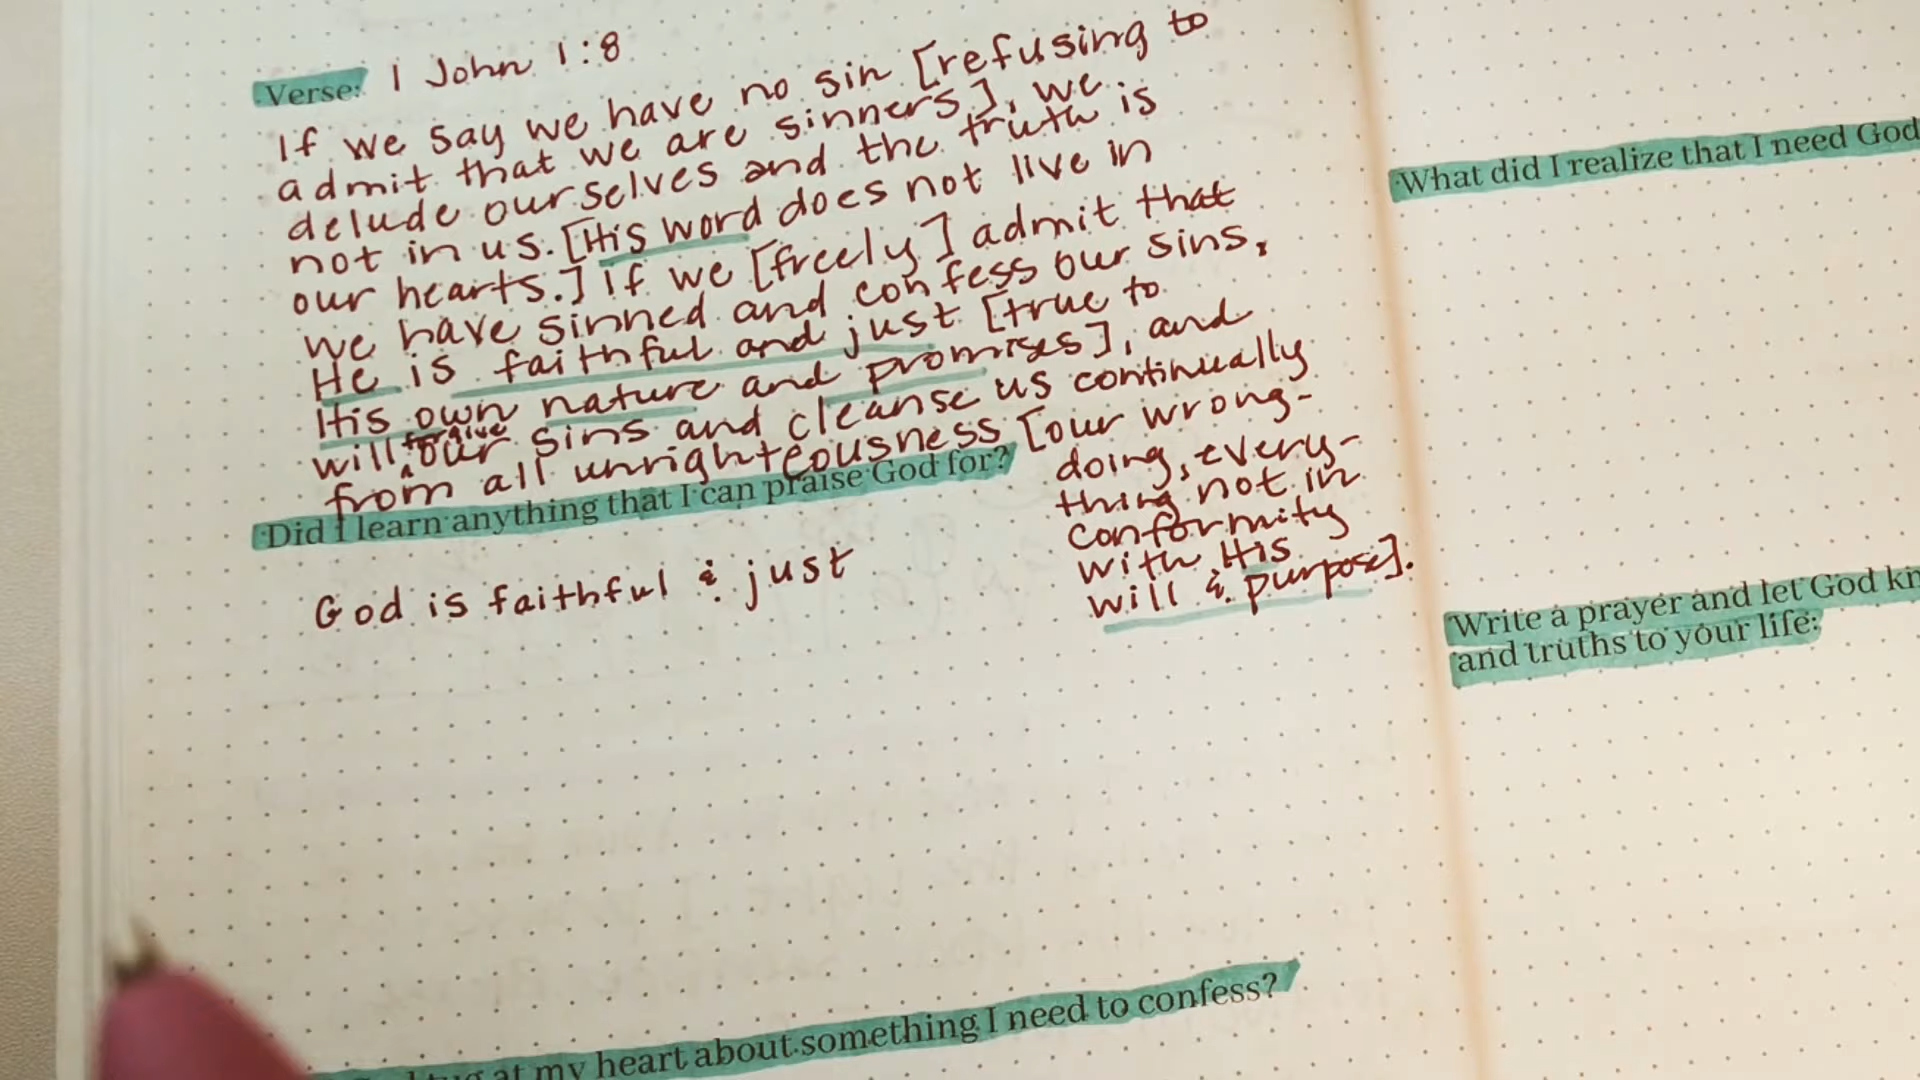 Verse: 1 John 1:8
If we say we have no sin [refusing to
admit that we are sinners], we
delude ourselves and the truth is
not in us. [His word does not live in
our hearts.] If we [freely] admit that
we have sinned and confess our sins,
He is faithful and just [true to
His own nature and promises], and
will forgive our sins and cleanse us continually
from all unrighteousness [our wrong-
doing, every-
thing not in
conformity
with His
will & purpose].
Did I learn anything that I can praise God for?
God is faithful & just
tug at my heart about something I need to confess?
What did I realize that I need God
Write a prayer and let God kn
and truths to your life: